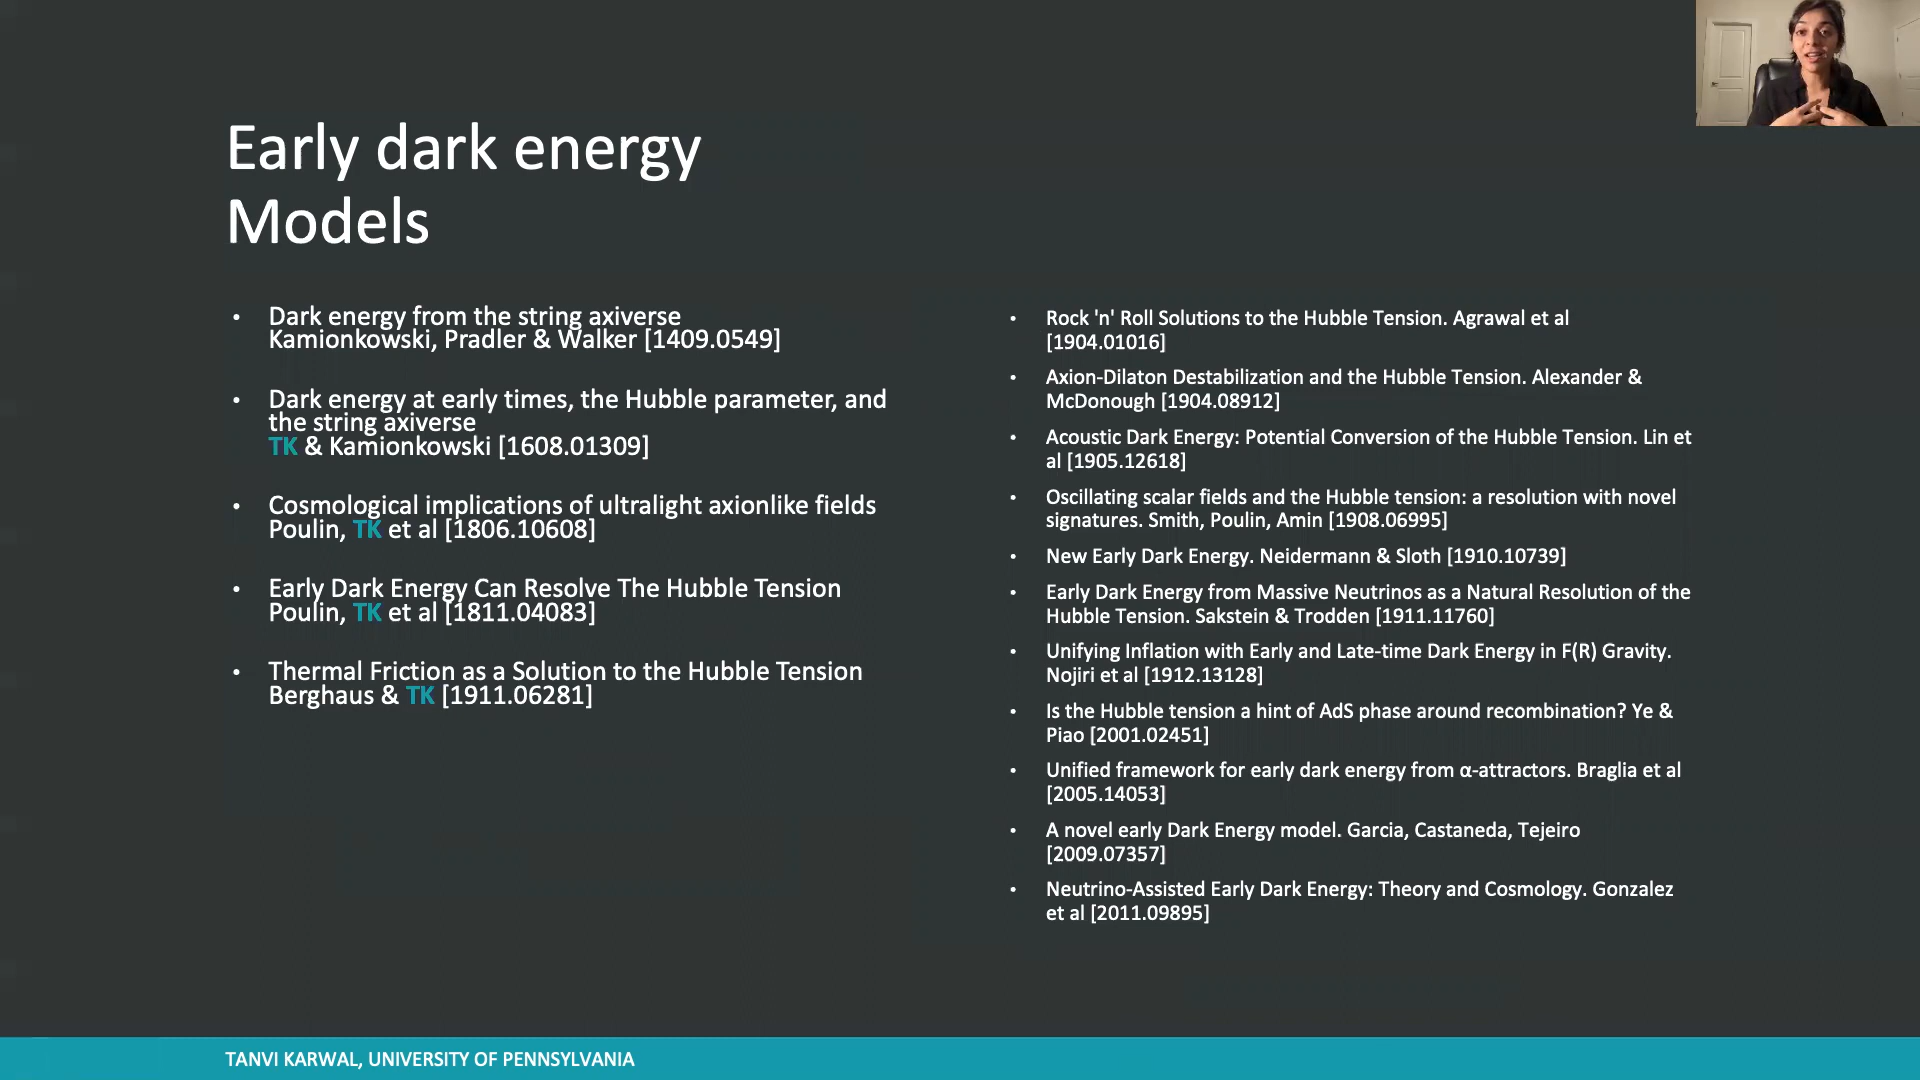 Early dark energy
Models
• Dark energy from the string axiverse
Kamionkowski, Pradler & Walker [1409.0549]
• Dark energy at early times, the Hubble parameter, and
the string axiverse
TK & Kamionkowski [1608.01309]
• Cosmological implications of ultralight axionlike fields
Poulin, TK et al [1806.10608]
• Early Dark Energy Can Resolve The Hubble Tension
Poulin, TK et al [1811.04083]
• Thermal Friction as a Solution to the Hubble Tension
Berghaus & TK [1911.06281]
• Rock 'n' Roll Solutions to the Hubble Tension. Agrawal et al
[1904.01016]
• Axion-Dilaton Destabilization and the Hubble Tension. Alexander &
McDonough [1904.08912]
• Acoustic Dark Energy: Potential Conversion of the Hubble Tension. Lin et
al [1905.12618]
• Oscillating scalar fields and the Hubble tension: a resolution with novel
signatures. Smith, Poulin, Amin [1908.06995]
• New Early Dark Energy. Neidermann & Sloth [1910.10739]
• Early Dark Energy from Massive Neutrinos as a Natural Resolution of the
Hubble Tension. Sakstein & Trodden [1911.11760]
• Unifying Inflation with Early and Late-time Dark Energy in F(R) Gravity.
Nojiri et al [1912.13128]
• Is the Hubble tension a hint of AdS phase around recombination? Ye &
Piao [2001.02451]
• Unified framework for early dark energy from α-attractors. Braglia et al
[2005.14053]
• A novel early Dark Energy model. Garcia, Castaneda, Tejeiro
[2009.07357]
• Neutrino-Assisted Early Dark Energy: Theory and Cosmology. Gonzalez
et al [2011.09895]
TANVI KARWAL, UNIVERSITY OF PENNSYLVANIA